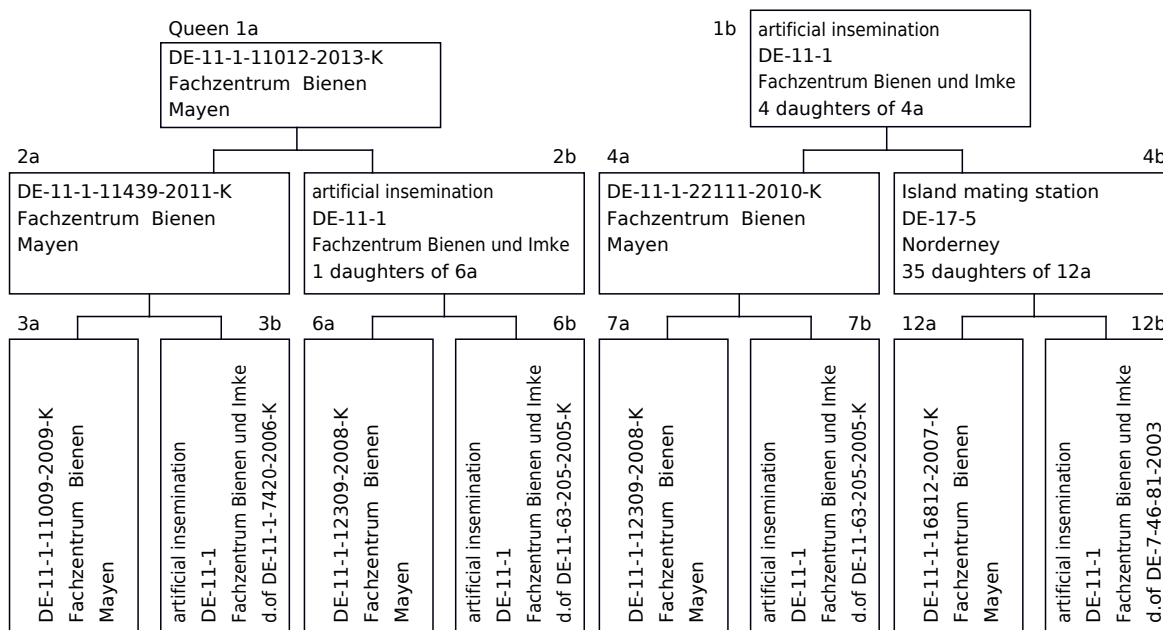 Queen 1a
DE-11-1-11012-2013-K
Fachzentrum Bienen
Mayen
1b
artificial insemination
DE-11-1
Fachzentrum Bienen und Imke
4 daughters of 4a
2a
DE-11-1-11439-2011-K
Fachzentrum Bienen
Mayen
2b
artificial insemination
DE-11-1
Fachzentrum Bienen und Imke
1 daughters of 6a
4a
DE-11-1-22111-2010-K
Fachzentrum Bienen
Mayen
4b
Island mating station
DE-17-5
Norderney
35 daughters of 12a
3a
DE-11-1-11009-2009-K
Fachzentrum Bienen
Mayen
3b
artificial insemination
DE-11-1
Fachzentrum Bienen und Imke
d.of DE-11-1-7420-2006-K
6a
DE-11-1-12309-2008-K
Fachzentrum Bienen
Mayen
6b
artificial insemination
DE-11-1
Fachzentrum Bienen und Imke
d.of DE-11-63-205-2005-K
7a
DE-11-1-12309-2008-K
Fachzentrum Bienen
Mayen
7b
artificial insemination
DE-11-1
Fachzentrum Bienen und Imke
d.of DE-11-63-205-2005-K
12a
DE-11-1-16812-2007-K
Fachzentrum Bienen
Mayen
12b
artificial insemination
DE-11-1
Fachzentrum Bienen und Imke
d.of DE-7-46-81-2003